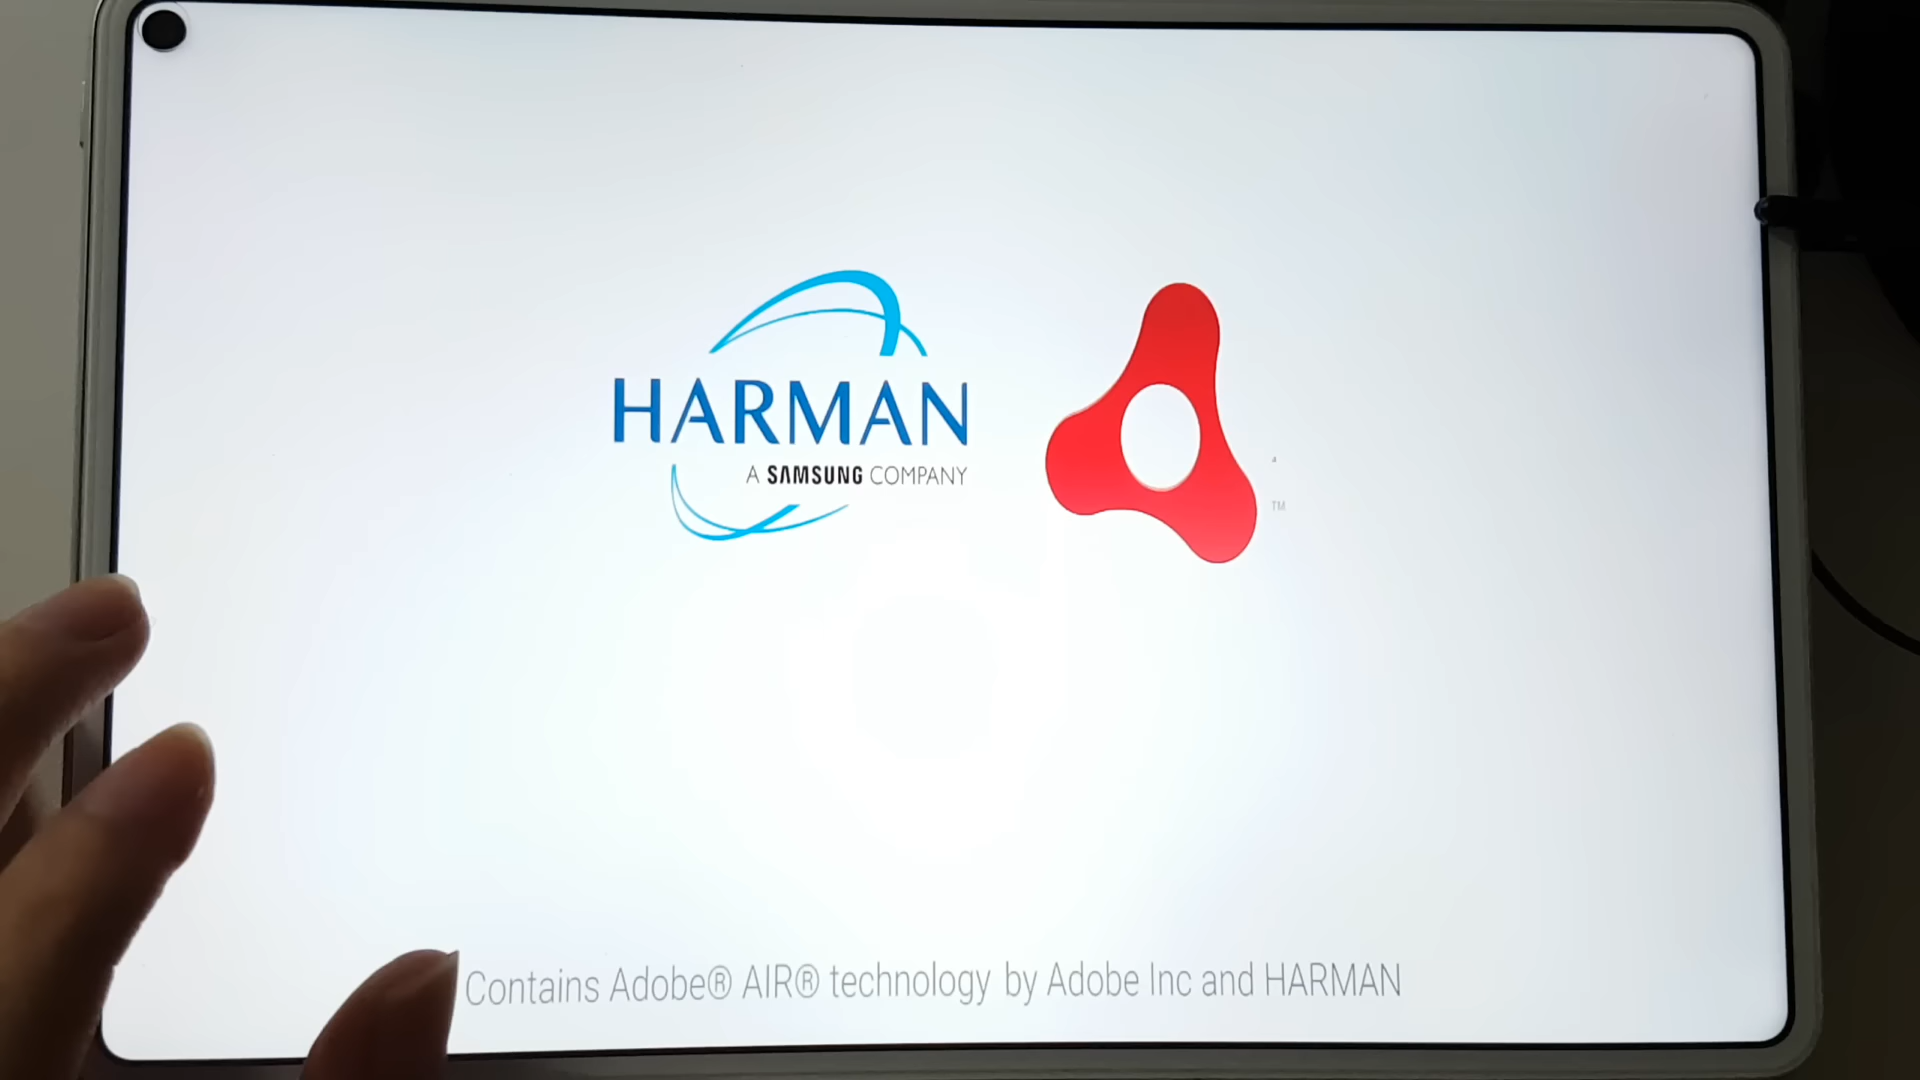 HARMAN
A SAMSUNG COMPANY
TM
Contains Adobe® AIR® technology by Adobe Inc and HARMAN